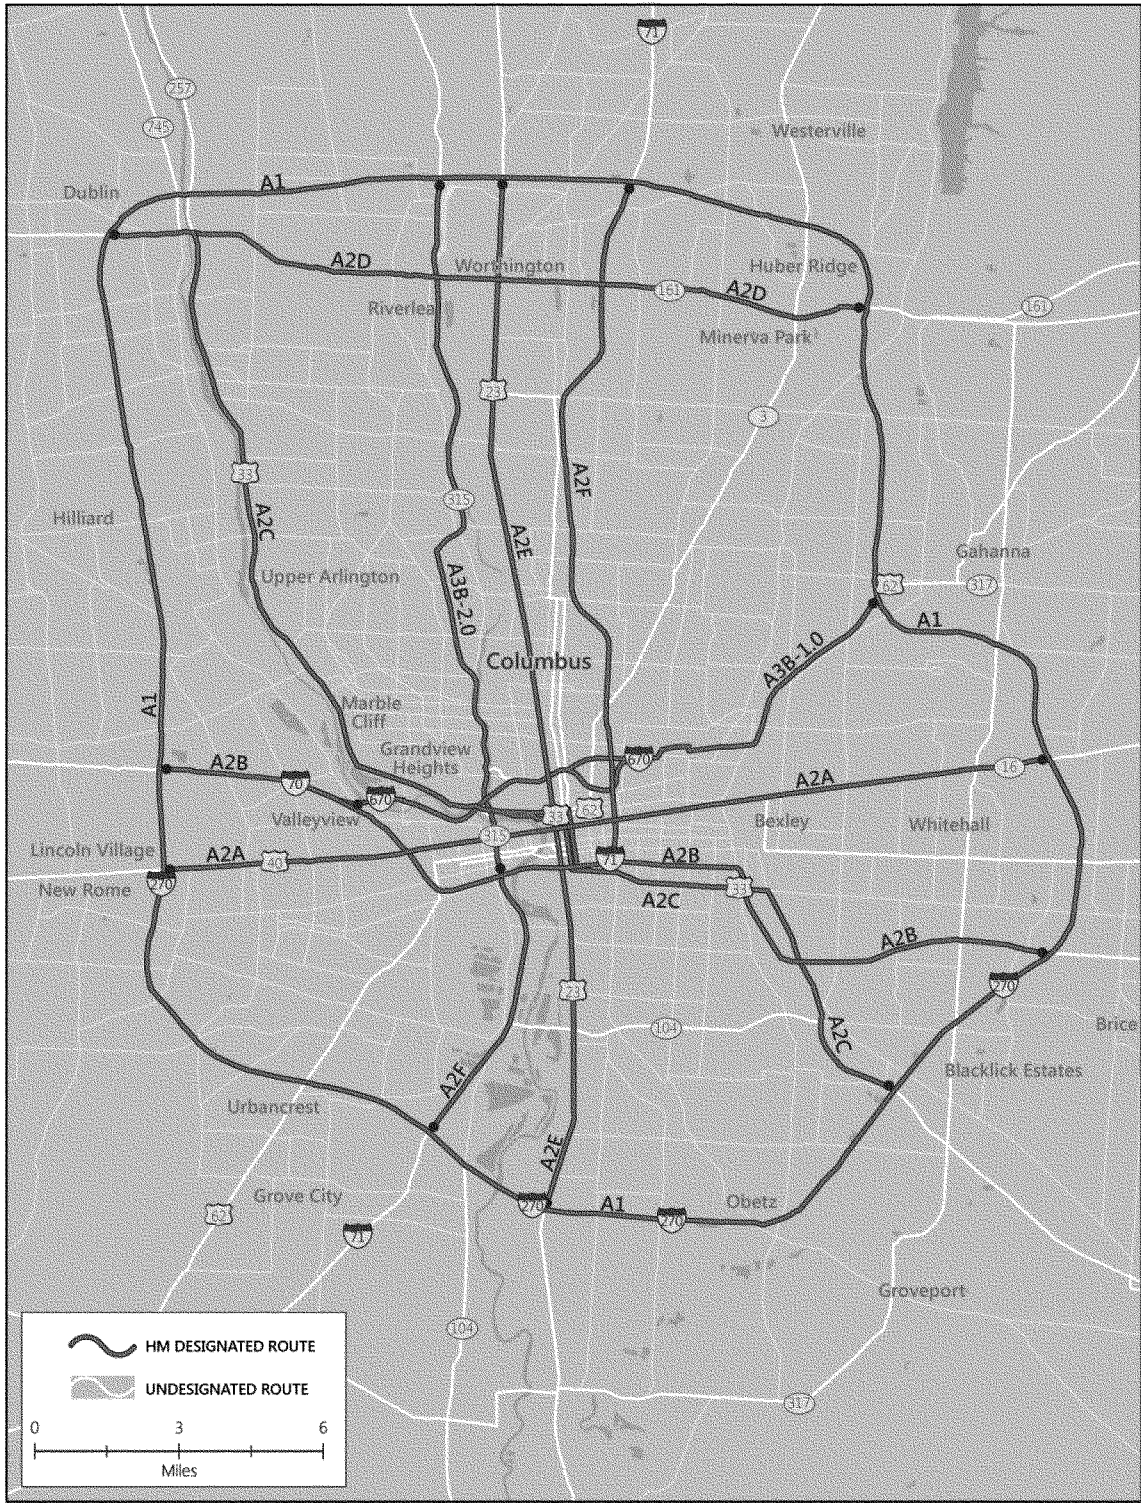 71
257
745
Westerville
A1
Dublin
A2D
Worthington
Huber Ridge
161
A2D
161
Riverlea
Minerva Park
23
3
33
A2F
315
A2C
Hilliard
A2E
Gahanna
Upper Arlington
62
317
A3B-2.0
A1
Columbus
A3B-1.0
A1
Marble
Cliff
Grandview
Heights
A2B
670
16
70
A2A
670
Valleyview
33
62
Bexley
Whitehall
315
Lincoln Village
A2A
40
71
A2B
270
New Rome
33
A2C
A2B
23
270
104
A2C
Brice
A2F
Blacklick Estates
Urbancrest
A2E
Grove City
270
A1
Obetz
62
270
71
Groveport
104
HM DESIGNATED ROUTE
UNDESIGNATED ROUTE
317
0 3 6
Miles